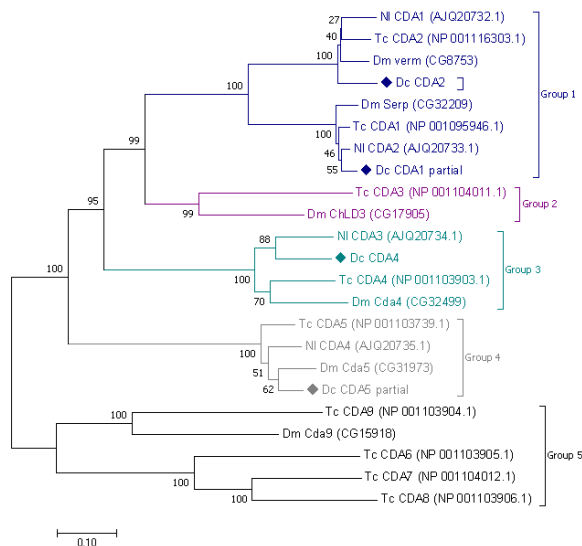 27
Nl CDA1 (AJQ20732.1)
40
Tc CDA2 (NP 001116303.1)
Dm verm (CG8753)
100
Dc CDA2
100
Group 1
Dm Serp (CG32209)
100
Tc CDA1 (NP 001095946.1)
99
46
Nl CDA2 (AJQ20733.1)
55
Dc CDA1 partial
Tc CDA3 (NP 001104011.1)
95
99
Group 2
Dm ChLD3 (CG17905)
88
Nl CDA3 (AJQ20734.1)
Dc CDA4
100
100
Group 3
Tc CDA4 (NP 001103903.1)
70
Dm Cda4 (CG32499)
Tc CDA5 (NP 001103739.1)
100
Nl CDA4 (AJQ20735.1)
Group 4
51
Dm Cda5 (CG31973)
62
Dc CDA5 partial
100
Tc CDA9 (NP 001103904.1)
Dm Cda9 (CG15918)
Group 5
Tc CDA6 (NP 001103905.1)
100
Tc CDA7 (NP 001104012.1)
100
Tc CDA8 (NP 001103906.1)
0.10